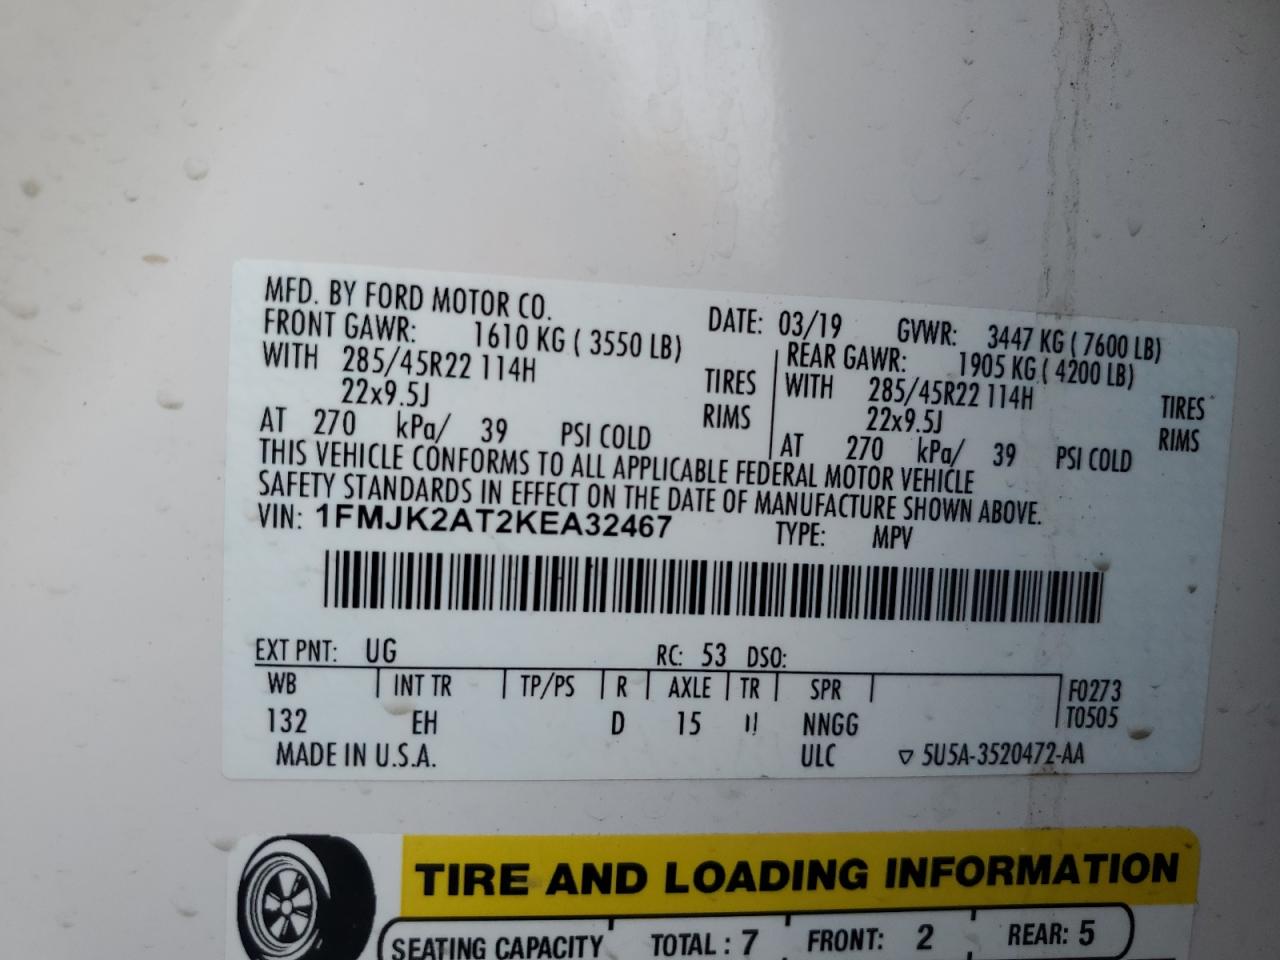 MFD. BY FORD MOTOR CO.
DATE: 03/19 GVWR: 3447 KG ( 7600 LB)
FRONT GAWR: 1610 KG ( 3550 LB)
WITH 285/45R22 114H TIRES
22x9.5J RIMS
AT 270 kPa/ 39 PSI COLD
REAR GAWR: 1905 KG ( 4200 LB)
WITH 285/45R22 114H TIRES
22x9.5J RIMS
AT 270 kPa/ 39 PSI COLD
THIS VEHICLE CONFORMS TO ALL APPLICABLE FEDERAL MOTOR VEHICLE
SAFETY STANDARDS IN EFFECT ON THE DATE OF MANUFACTURE SHOWN ABOVE.
VIN: 1FMJK2AT2KEA32467 TYPE: MPV
EXT PNT: UG RC: 53 DSO:
WB INT TR TP/PS R AXLE TR SPR F0273
132 EH D 15 NNGG T0505
MADE IN U.S.A. ULC ▽ 5U5A-3520472-AA
TIRE AND LOADING INFORMATION
SEATING CAPACITY TOTAL : 7 FRONT: 2 REAR: 5